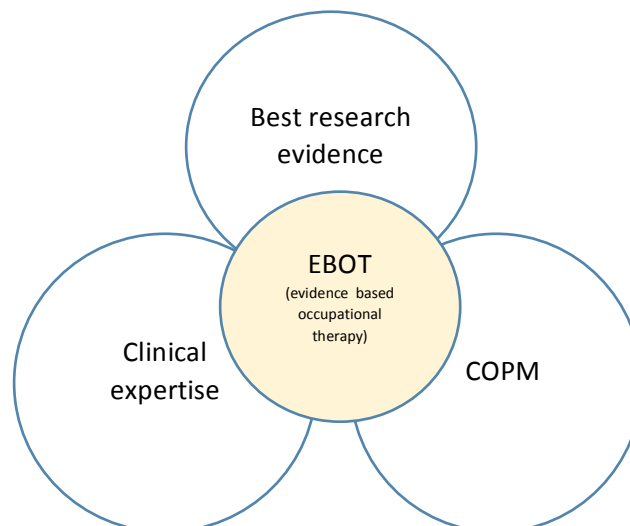 Best research
evidence
EBOT
(evidence based
occupational
therapy)
Clinical
expertise
COPM